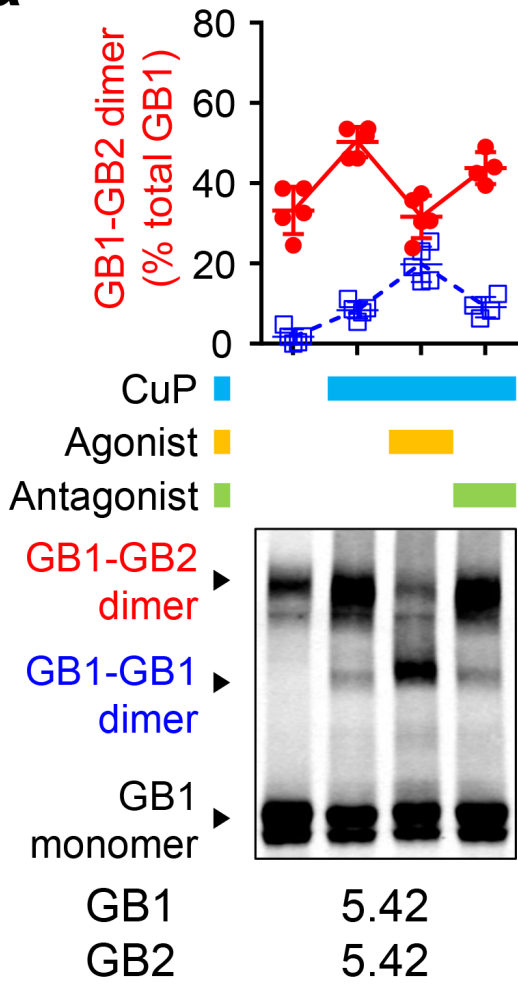 GB1-GB2 dimer
(% total GB1)
80
60
40
20
0
CuP
Agonist
Antagonist
GB1-GB2
dimer
GB1-GB1
dimer
GB1
monomer
GB1 5.42
GB2 5.42